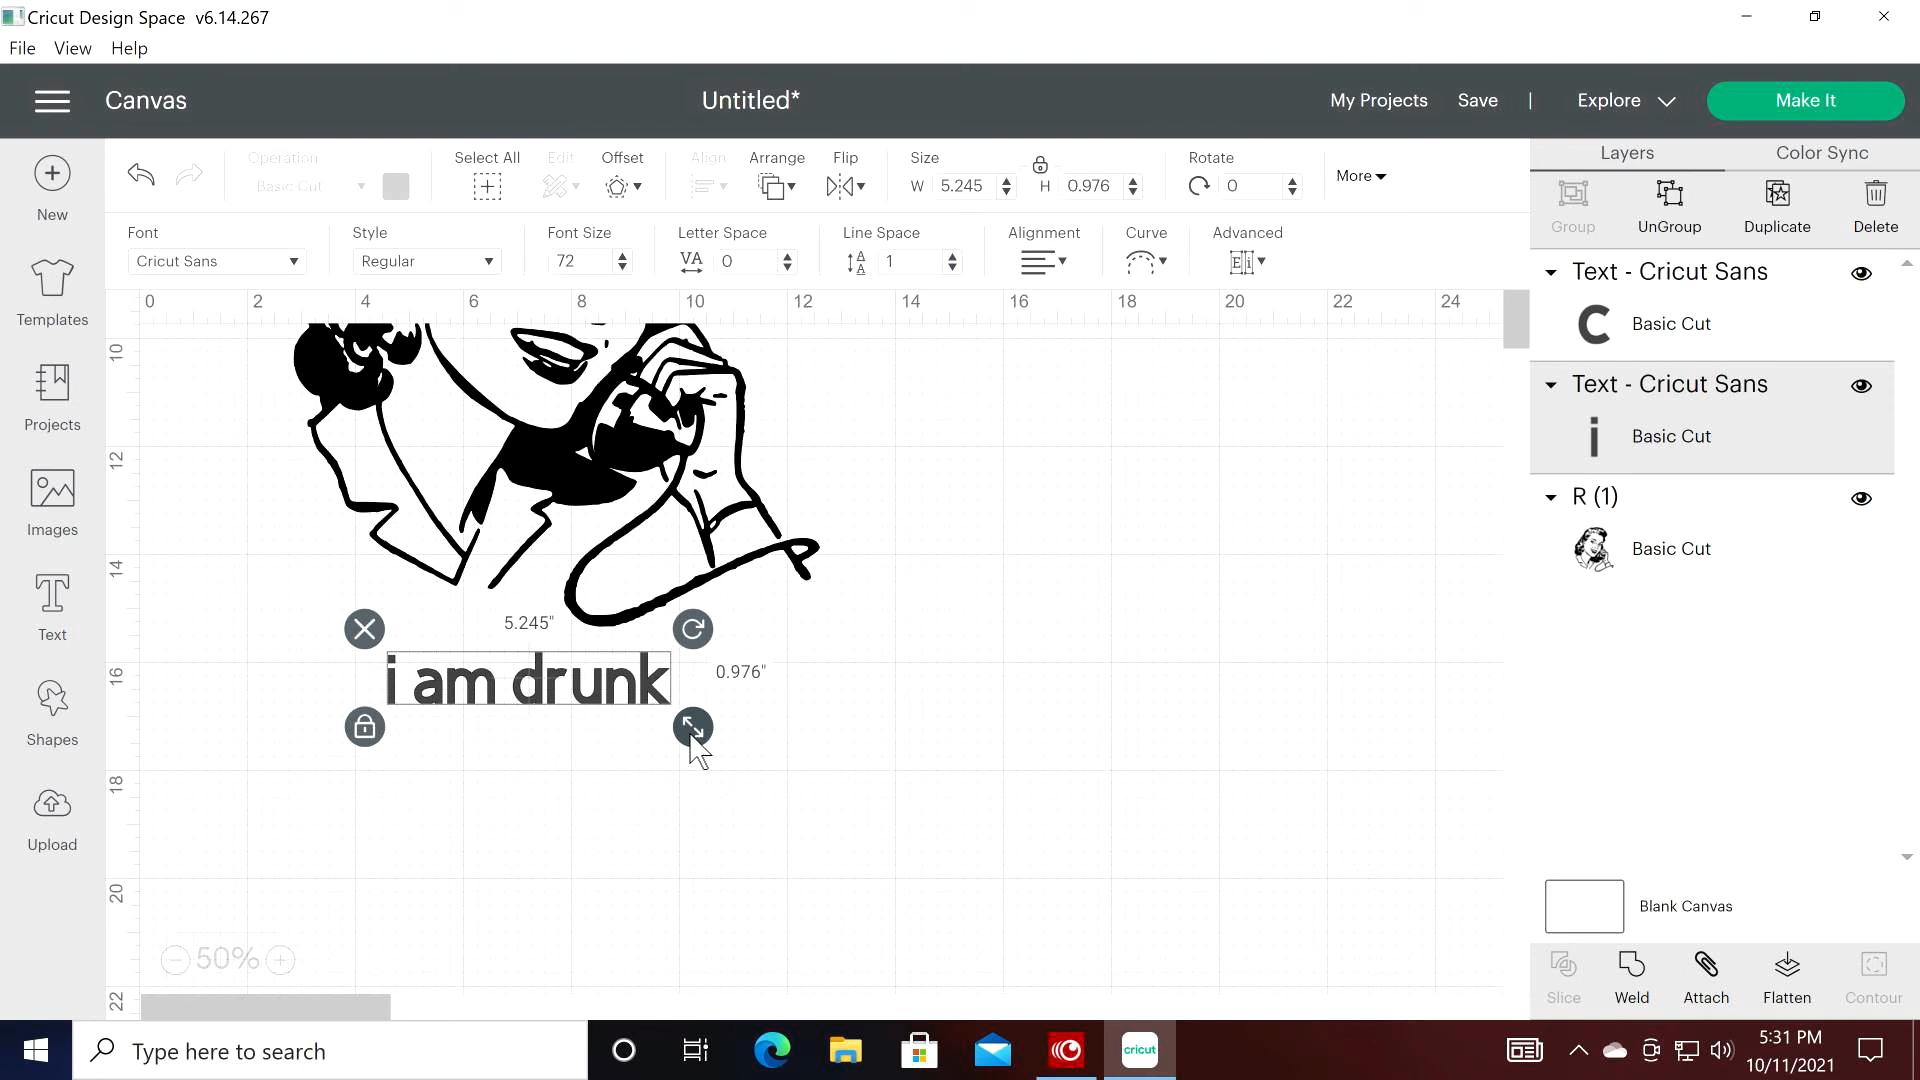 Cricut Design Space v6.14.267
File View Help
Canvas
Untitled*
My Projects Save | Explore Make It
New
Templates
Projects
Images
Text
Shapes
Upload
Operation
Basic Cut
Select All Edit Offset Align Arrange Flip Size Rotate
W 5.245 H 0.976 0 More
Font Style Font Size Letter Space Line Space Alignment Curve Advanced
Cricut Sans Regular 72 VA 0 1
0 2 4 6 8 10 12 14 16 18 20 22 24
10
12
14
16
18
20
22
5.245"
0.976"
i am drunk
50%
Layers Color Sync
Group UnGroup Duplicate Delete
Text - Cricut Sans
C Basic Cut
Text - Cricut Sans
i Basic Cut
R (1)
Basic Cut
Blank Canvas
Slice Weld Attach Flatten Contour
Type here to search
cricut
5:31 PM
10/11/2021